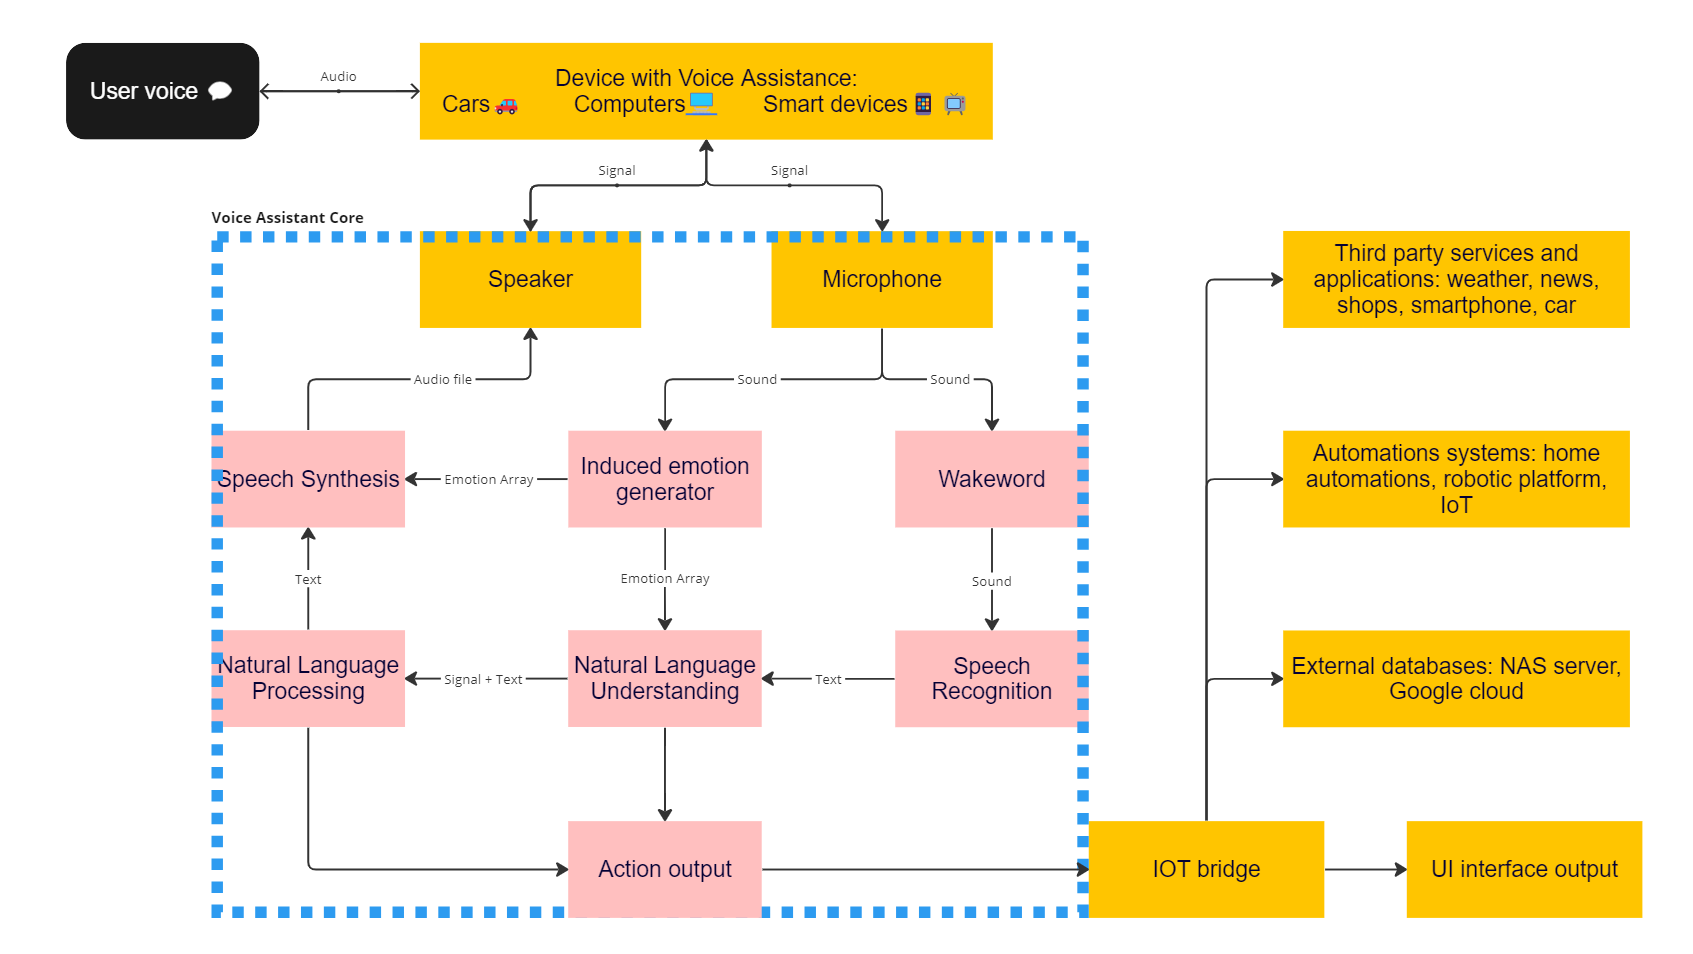 User voice
Audio
Device with Voice Assistance:
Cars Computers Smart devices
Signal
Signal
Voice Assistant Core
Speaker
Microphone
Third party services and
applications: weather, news,
shops, smartphone, car
Audio file
Sound
Sound
Speech Synthesis
Emotion Array
Induced emotion
generator
Wakeword
Automations systems: home
automations, robotic platform,
IoT
Text
Emotion Array
Sound
Natural Language
Processing
Signal + Text
Natural Language
Understanding
Text
Speech
Recognition
External databases: NAS server,
Google cloud
Action output
IOT bridge
UI interface output